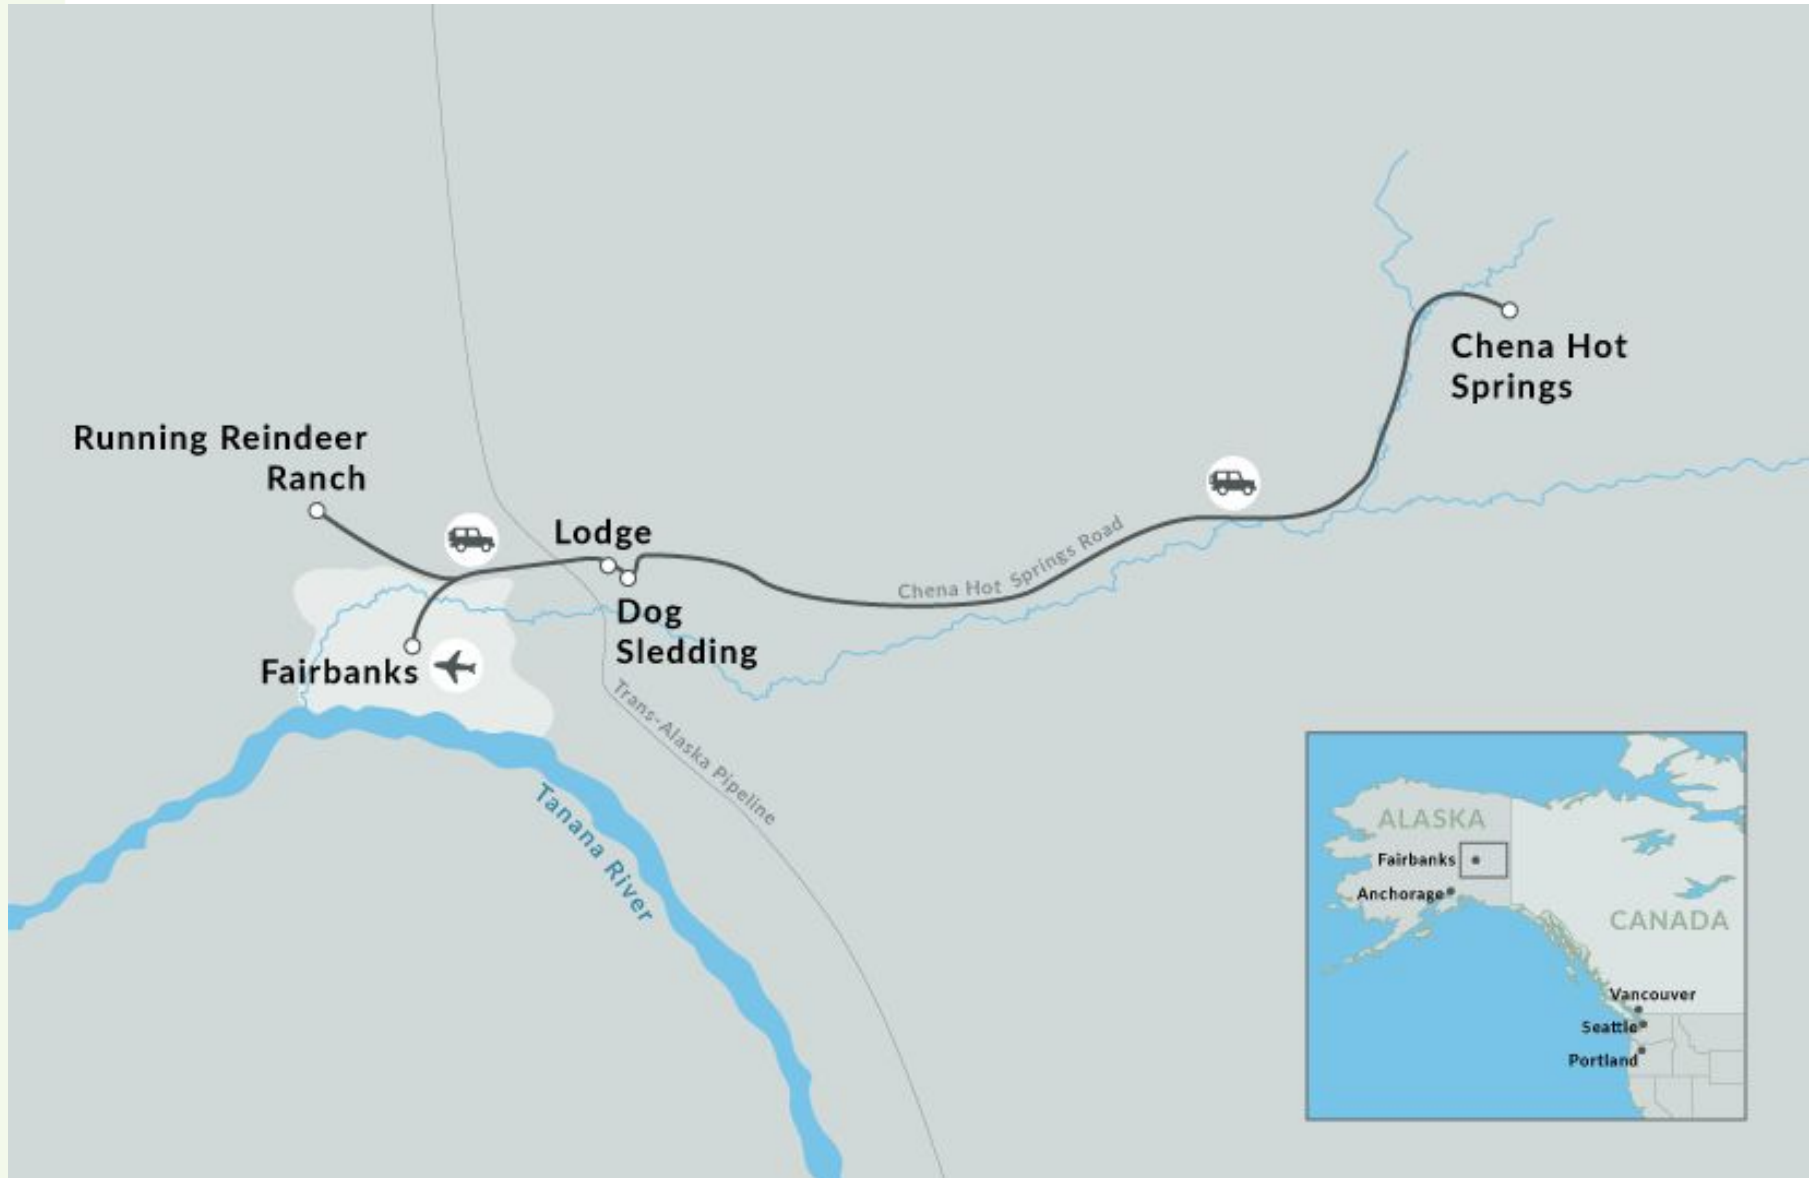 Running Reindeer
Ranch
Lodge
Dog
Sledding
Fairbanks
Chena Hot Springs Road
Chena Hot
Springs
Trans-Alaska Pipeline
Tanana River
ALASKA
Fairbanks
Anchorage
CANADA
Vancouver
Seattle
Portland